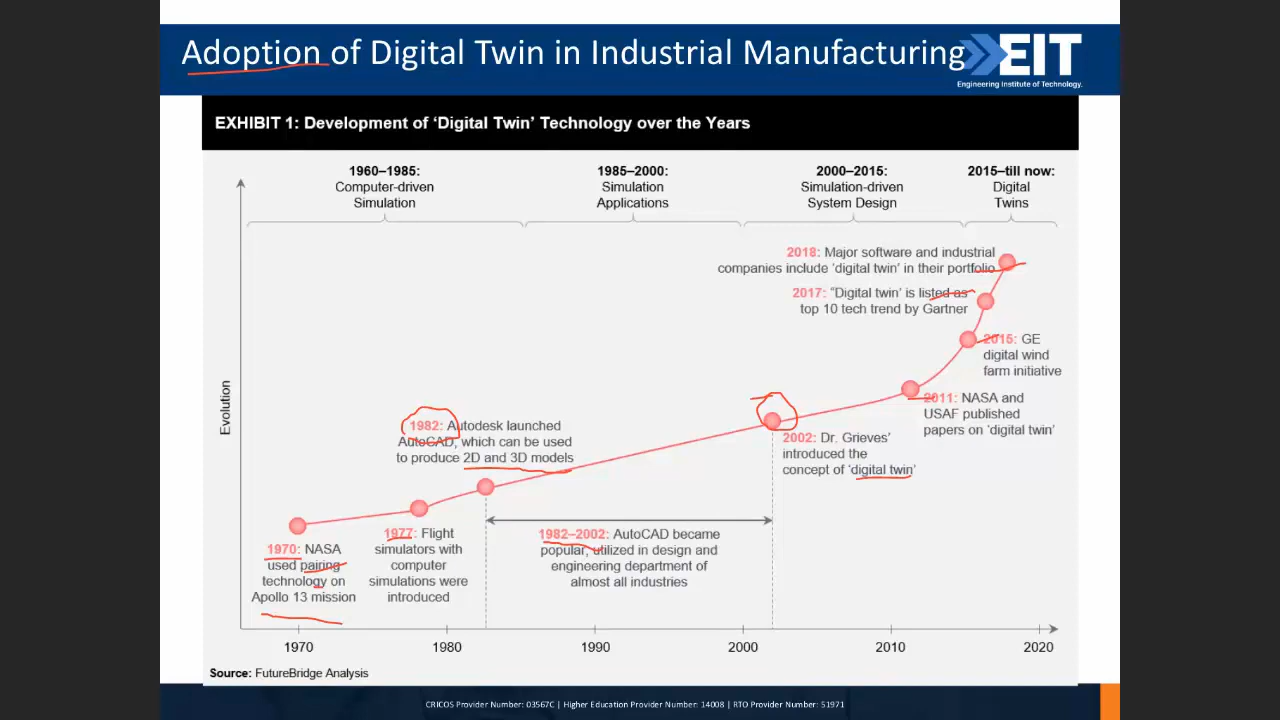 Adoption of Digital Twin in Industrial Manufacturing
EIT
Engineering Institute of Technology.
EXHIBIT 1: Development of ‘Digital Twin’ Technology over the Years
1960–1985:
Computer-driven
Simulation
1985–2000:
Simulation
Applications
2000–2015:
Simulation-driven
System Design
2015–till now:
Digital
Twins
2018: Major software and industrial
companies include ‘digital twin’ in their portfolio
2017: “Digital twin’ is listed as
top 10 tech trend by Gartner
2015: GE
digital wind
farm initiative
2011: NASA and
USAF published
papers on ‘digital twin’
Evolution
1982: Autodesk launched
AutoCAD, which can be used
to produce 2D and 3D models
2002: Dr. Grieves’
introduced the
concept of ‘digital twin’
1970: NASA
used pairing
technology on
Apollo 13 mission
1977: Flight
simulators with
computer
simulations were
introduced
1982–2002: AutoCAD became
popular, utilized in design and
engineering department of
almost all industries
1970
1980
1990
2000
2010
2020
Source: FutureBridge Analysis
CRICOS Provider Number: 03567C | Higher Education Provider Number: 14008 | RTO Provider Number: 51971